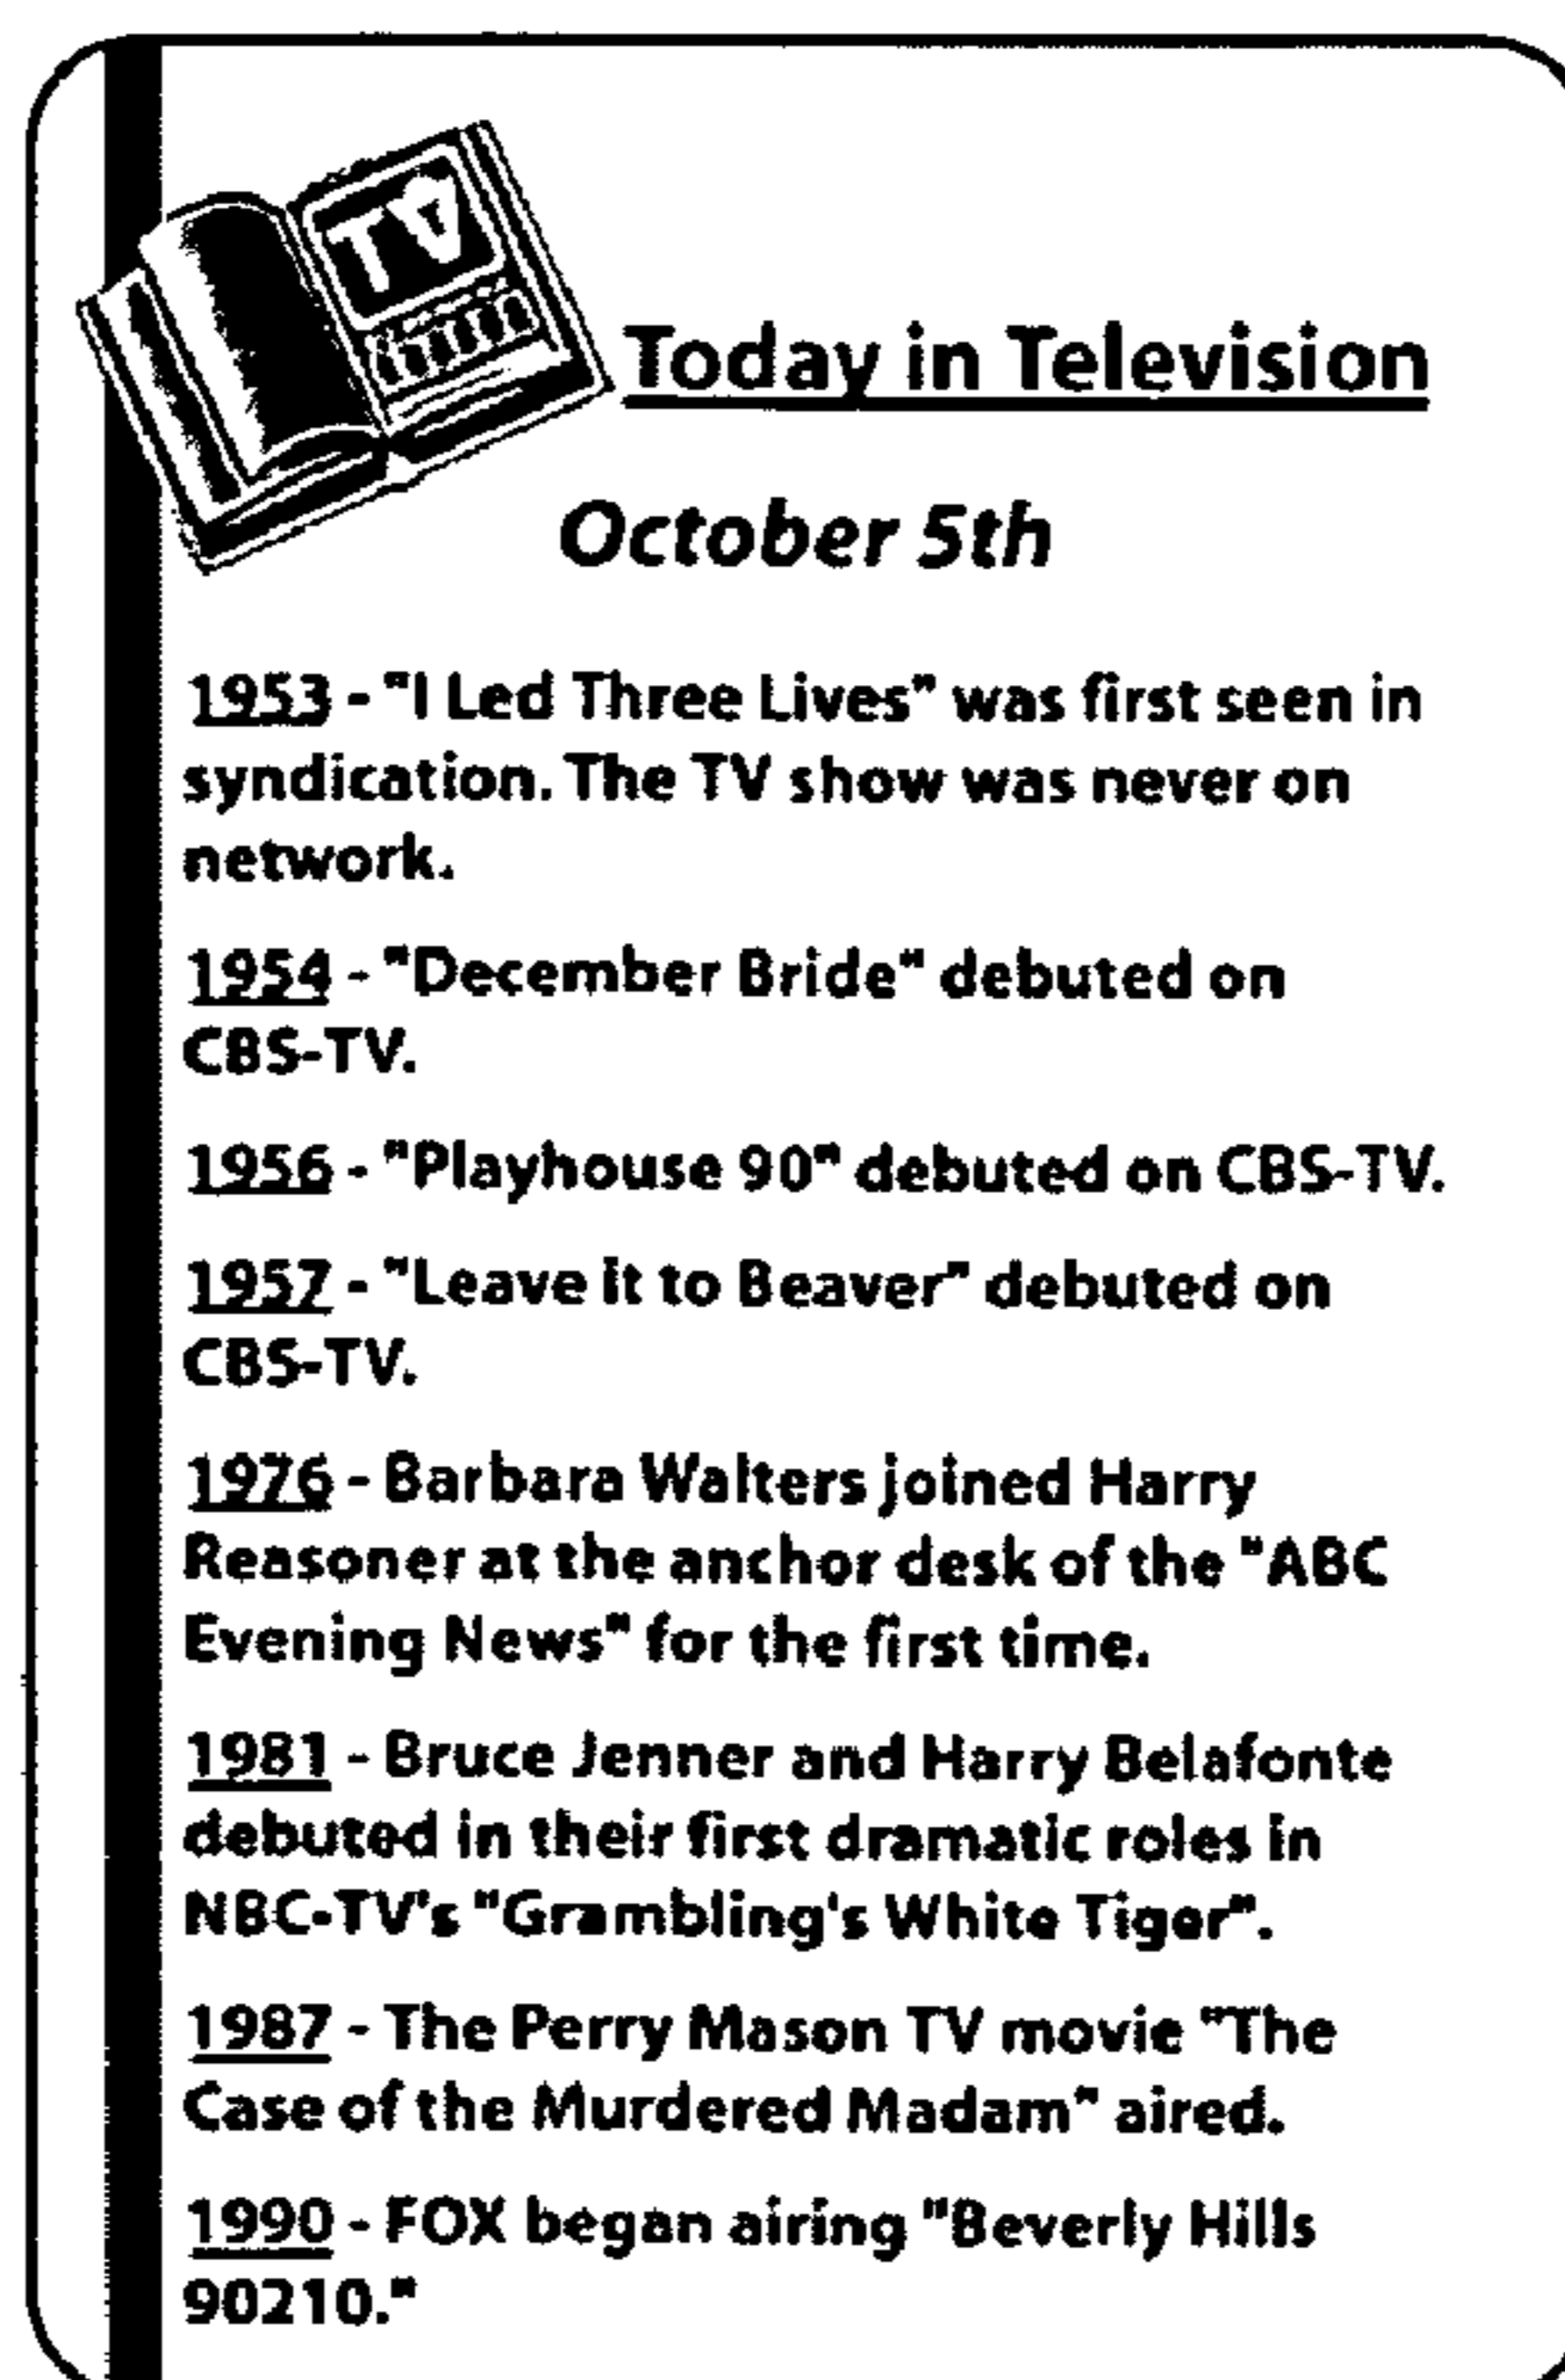 TV
Today in Television
October 5th
1953 - "I Led Three Lives" was first seen in
syndication. The TV show was never on
network.
1954 - "December Bride" debuted on
CBS-TV.
1956 - "Playhouse 90" debuted on CBS-TV.
1957 - "Leave it to Beaver" debuted on
CBS-TV.
1976 - Barbara Walters joined Harry
Reasoner at the anchor desk of the "ABC
Evening News" for the first time.
1981 - Bruce Jenner and Harry Belafonte
debuted in their first dramatic roles in
NBC-TV's "Grambling's White Tiger".
1987 - The Perry Mason TV movie "The
Case of the Murdered Madam" aired.
1990 - FOX began airing "Beverly Hills
90210."